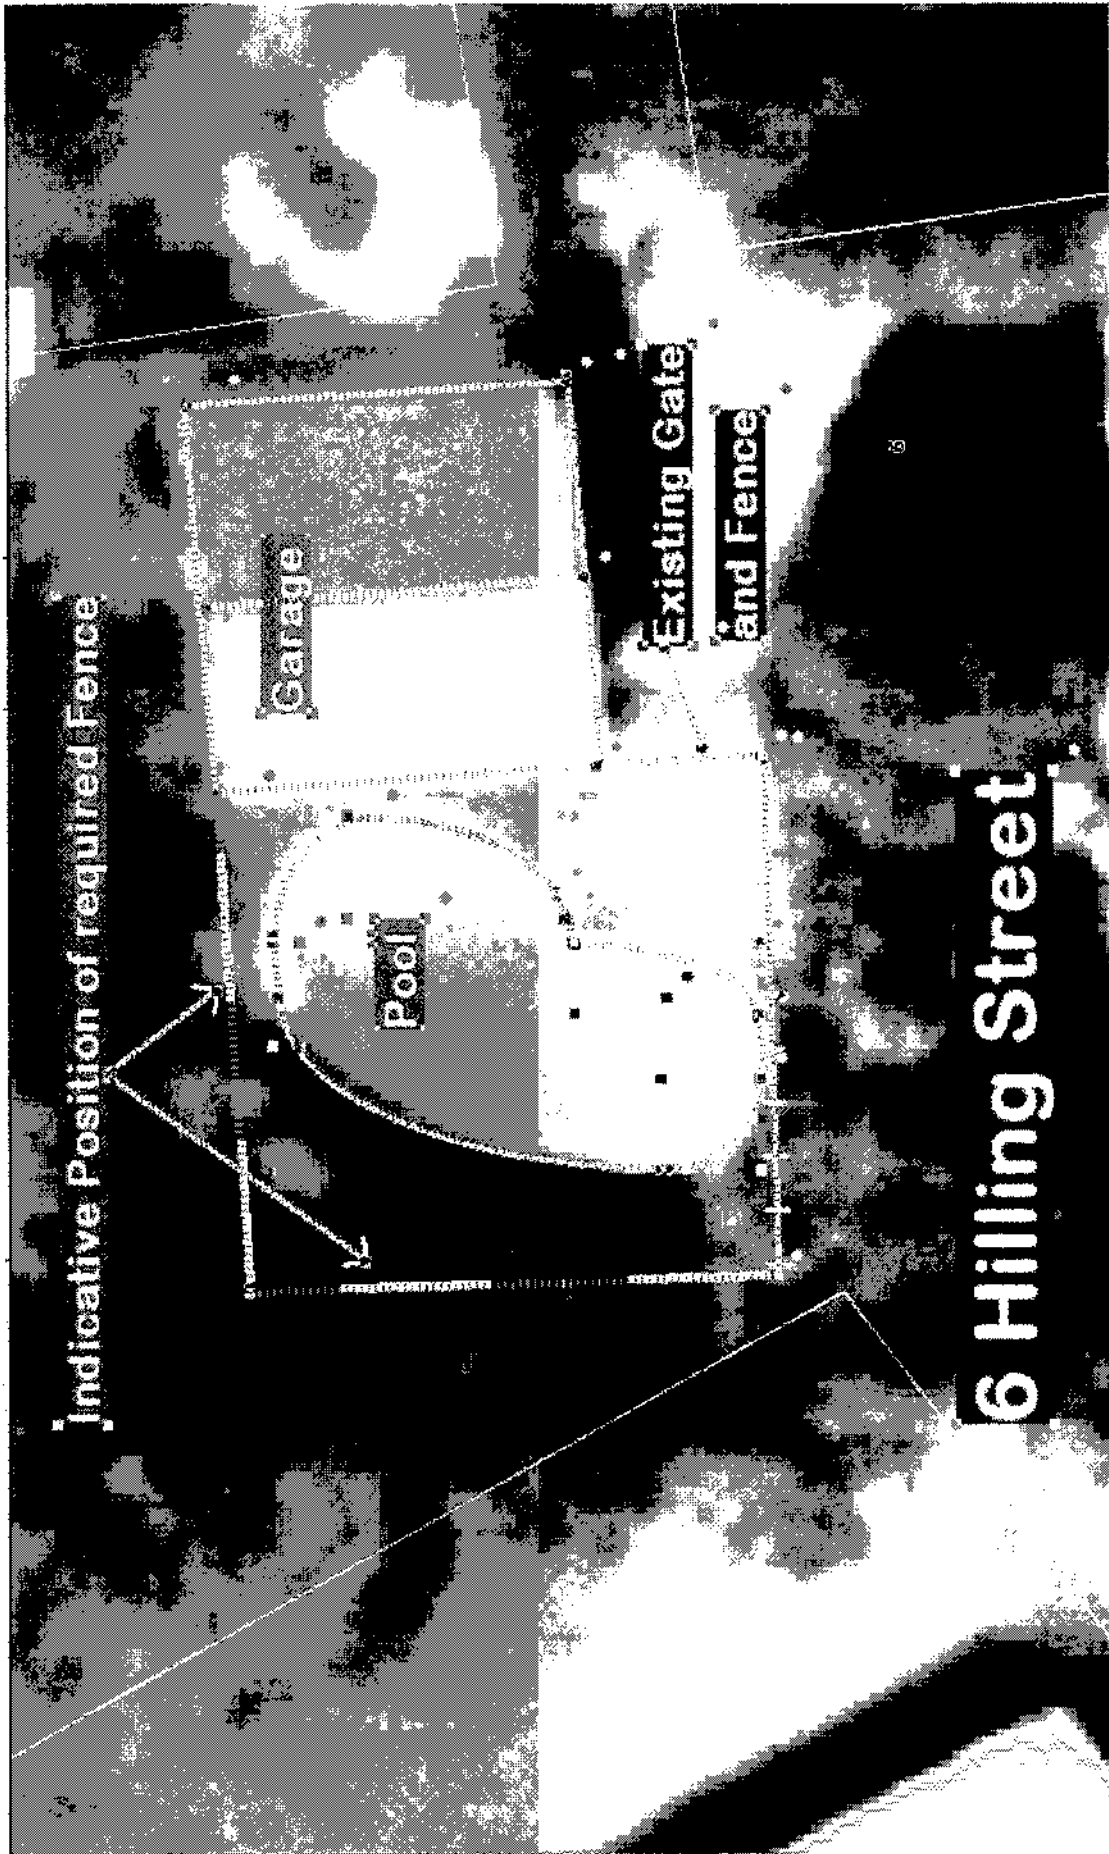 Indicative Position of required Fence
Garage
Pool
Existing Gate
and Fence
6 Hilling Street